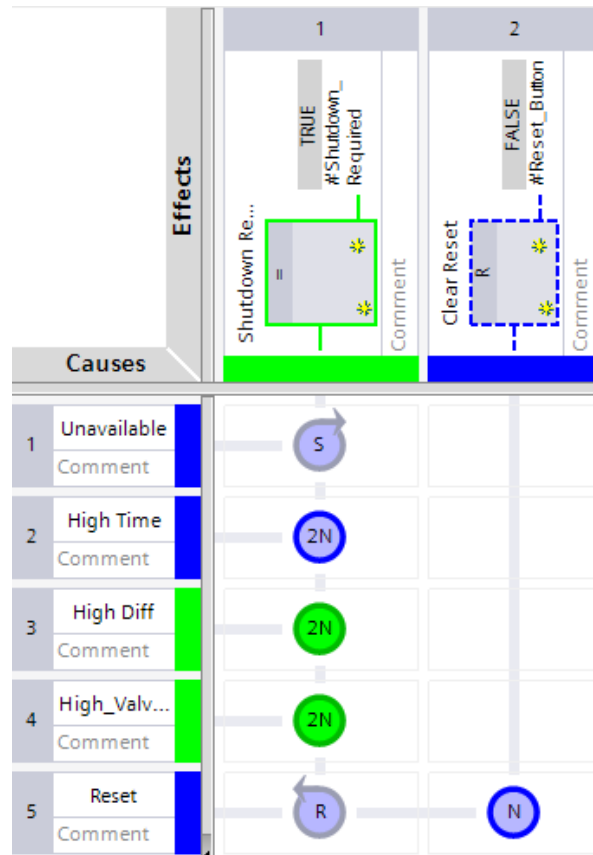 1
2
Effects
Causes
Shutdown Re...
=
TRUE
#Shutdown_
Required
Comment
Clear Reset
R
FALSE
#Reset_Button
Comment
1
Unavailable
Comment
S
2
High Time
Comment
2N
3
High Diff
Comment
2N
4
High_Valv...
Comment
2N
5
Reset
Comment
R
N